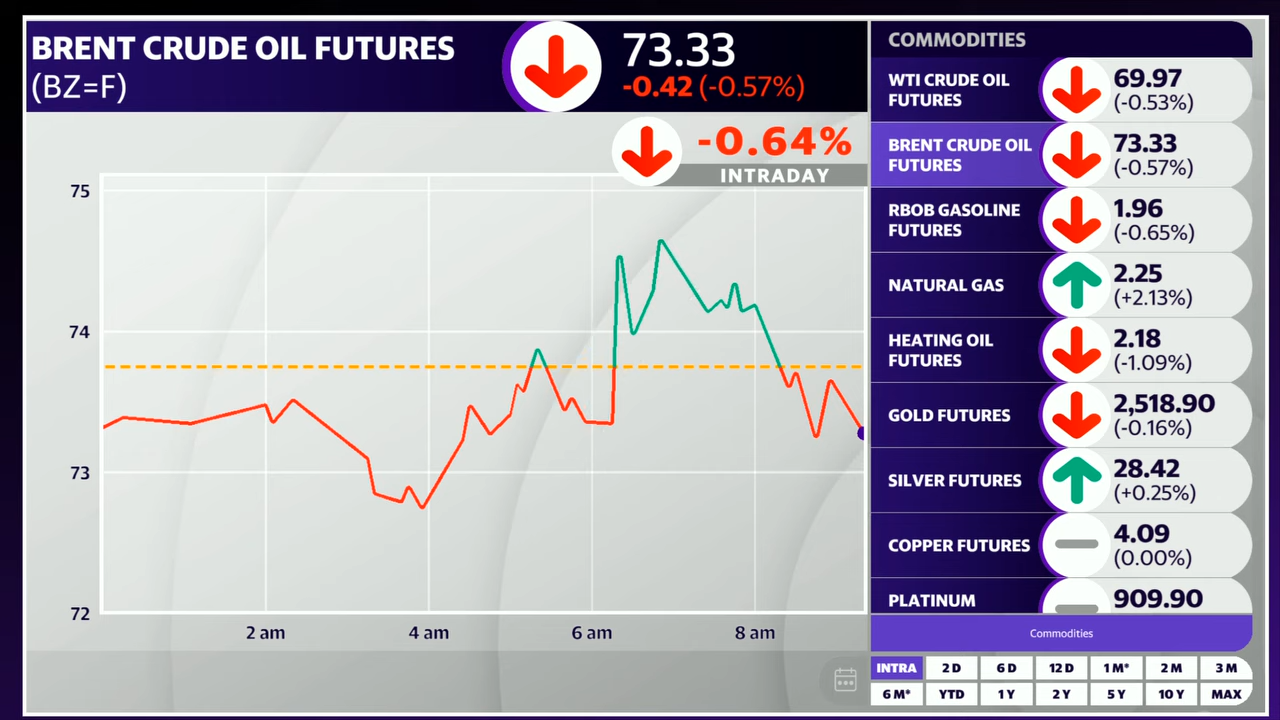 BRENT CRUDE OIL FUTURES
(BZ=F)
73.33
-0.42 (-0.57%)
-0.64%
INTRADAY
75
74
73
72
2 am
4 am
6 am
8 am
COMMODITIES
WTI CRUDE OIL
FUTURES
69.97
(-0.53%)
BRENT CRUDE OIL
FUTURES
73.33
(-0.57%)
RBOB GASOLINE
FUTURES
1.96
(-0.65%)
NATURAL GAS
2.25
(+2.13%)
HEATING OIL
FUTURES
2.18
(-1.09%)
GOLD FUTURES
2,518.90
(-0.16%)
SILVER FUTURES
28.42
(+0.25%)
COPPER FUTURES
4.09
(0.00%)
PLATINUM
909.90
Commodities
INTRA 2 D 6 D 12 D 1 M* 2 M 3 M
6 M* YTD 1 Y 2 Y 5 Y 10 Y MAX